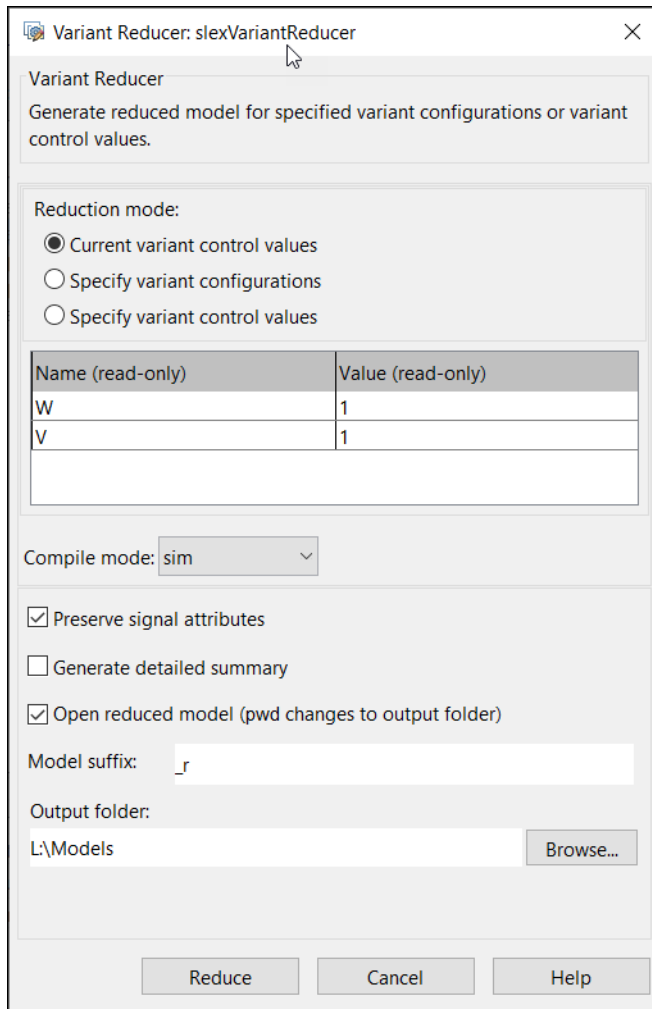 Variant Reducer: slexVariantReducer
Variant Reducer
Generate reduced model for specified variant configurations or variant
control values.
Reduction mode:
Current variant control values
Specify variant configurations
Specify variant control values
Name (read-only) Value (read-only)
W 1
V 1
Compile mode: sim
Preserve signal attributes
Generate detailed summary
Open reduced model (pwd changes to output folder)
Model suffix: _r
Output folder:
L:\Models Browse...
Reduce Cancel Help